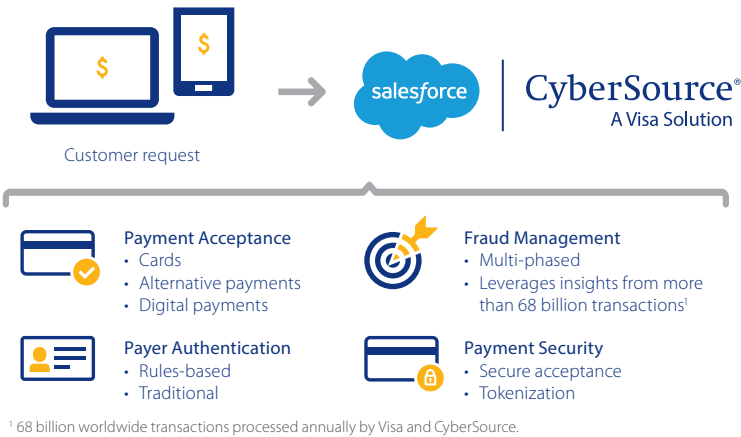 $
$
salesforce
CyberSource®
A Visa Solution
Customer request
Payment Acceptance
• Cards
• Alternative payments
• Digital payments
Fraud Management
• Multi-phased
• Leverages insights from more
than 68 billion transactions¹
Payer Authentication
• Rules-based
• Traditional
Payment Security
• Secure acceptance
• Tokenization
¹ 68 billion worldwide transactions processed annually by Visa and CyberSource.